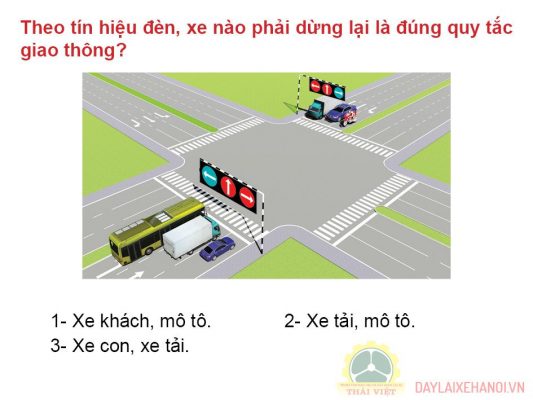 Theo tín hiệu đèn, xe nào phải dừng lại là đúng quy tắc
giao thông?
1- Xe khách, mô tô.
2- Xe tải, mô tô.
3- Xe con, xe tải.
THÁI VIỆT
DAYLAIXEHANOI.VN